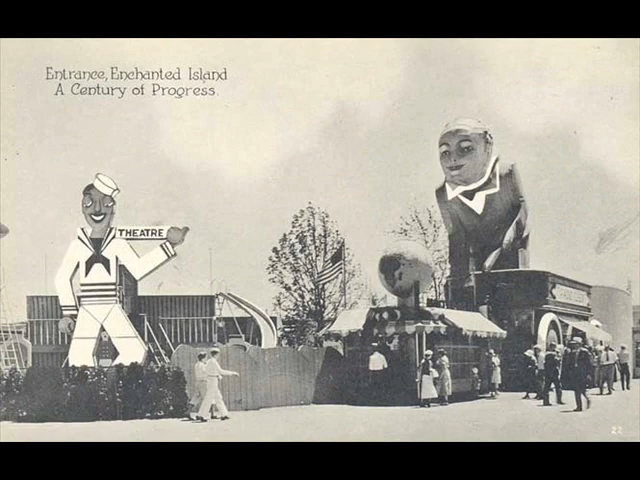 Entrance, Enchanted Island
A Century of Progress.
THEATRE
22